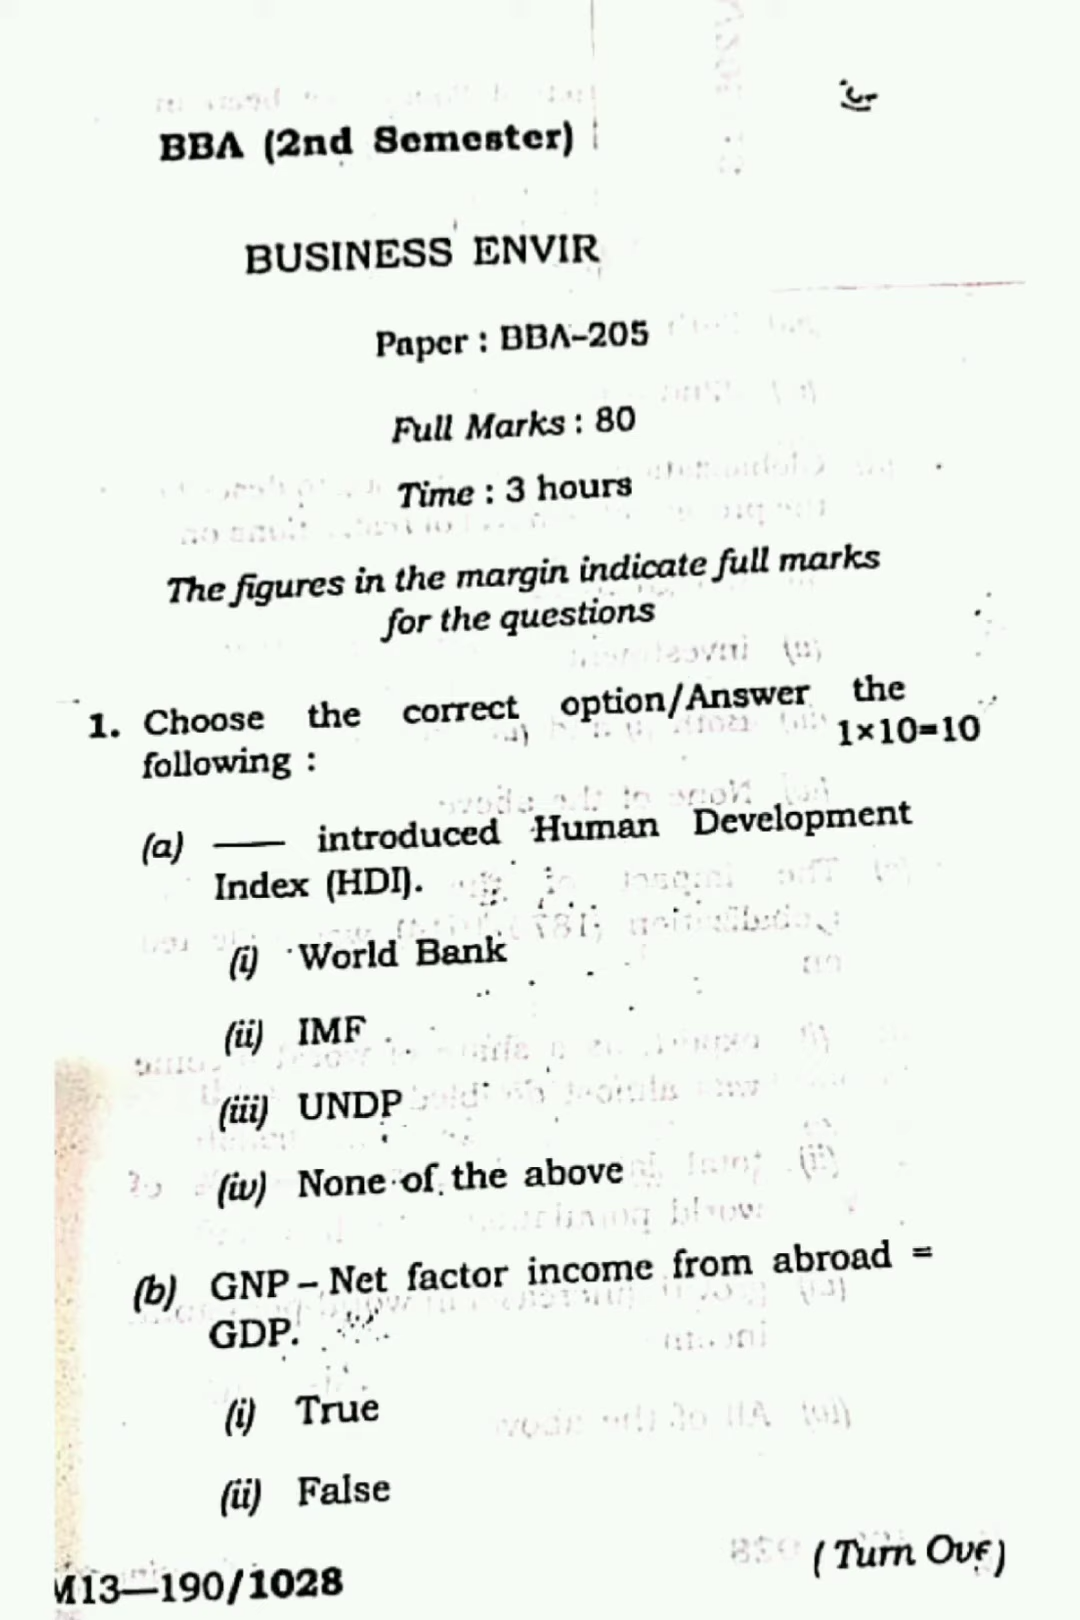 BBA (2nd Semester)
BUSINESS ENVIR
Paper : BBA–205
Full Marks : 80
Time : 3 hours
The figures in the margin indicate full marks
for the questions
1. Choose the correct option/Answer the
following : 1×10=10
(a) —— introduced Human Development
Index (HDI).
(i) World Bank
(ii) IMF
(iii) UNDP
(iv) None of the above
(b) GNP – Net factor income from abroad =
GDP.
(i) True
(ii) False
M13—190/1028 ( Turn Over )